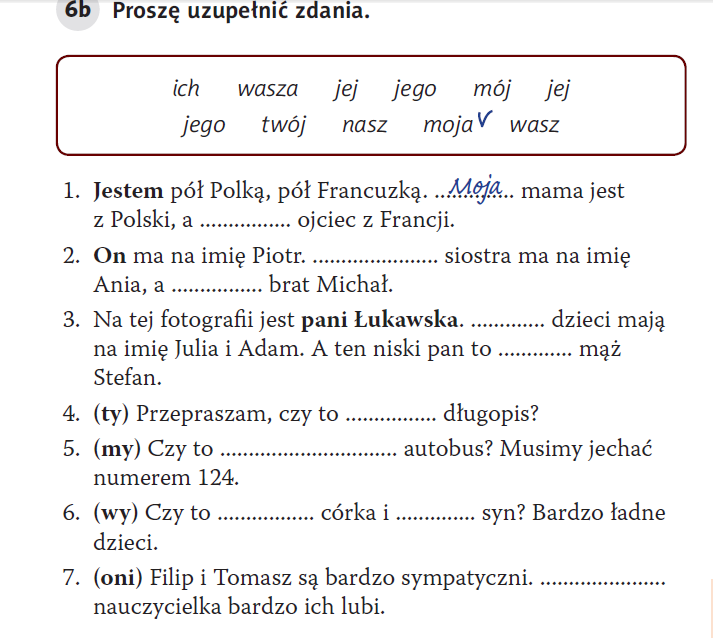 6b Proszę uzupełnić zdania.
ich wasza jej jego mój jej
jego twój nasz moja wasz
1. Jestem pół Polką, pół Francuzką. ..Moja.. mama jest
z Polski, a ................ ojciec z Francji.
2. On ma na imię Piotr. ...................... siostra ma na imię
Ania, a ................ brat Michał.
3. Na tej fotografii jest pani Łukawska. ............. dzieci mają
na imię Julia i Adam. A ten niski pan to ............. mąż
Stefan.
4. (ty) Przepraszam, czy to ................ długopis?
5. (my) Czy to ............................... autobus? Musimy jechać
numerem 124.
6. (wy) Czy to ................. córka i .............. syn? Bardzo ładne
dzieci.
7. (oni) Filip i Tomasz są bardzo sympatyczni. ......................
nauczycielka bardzo ich lubi.